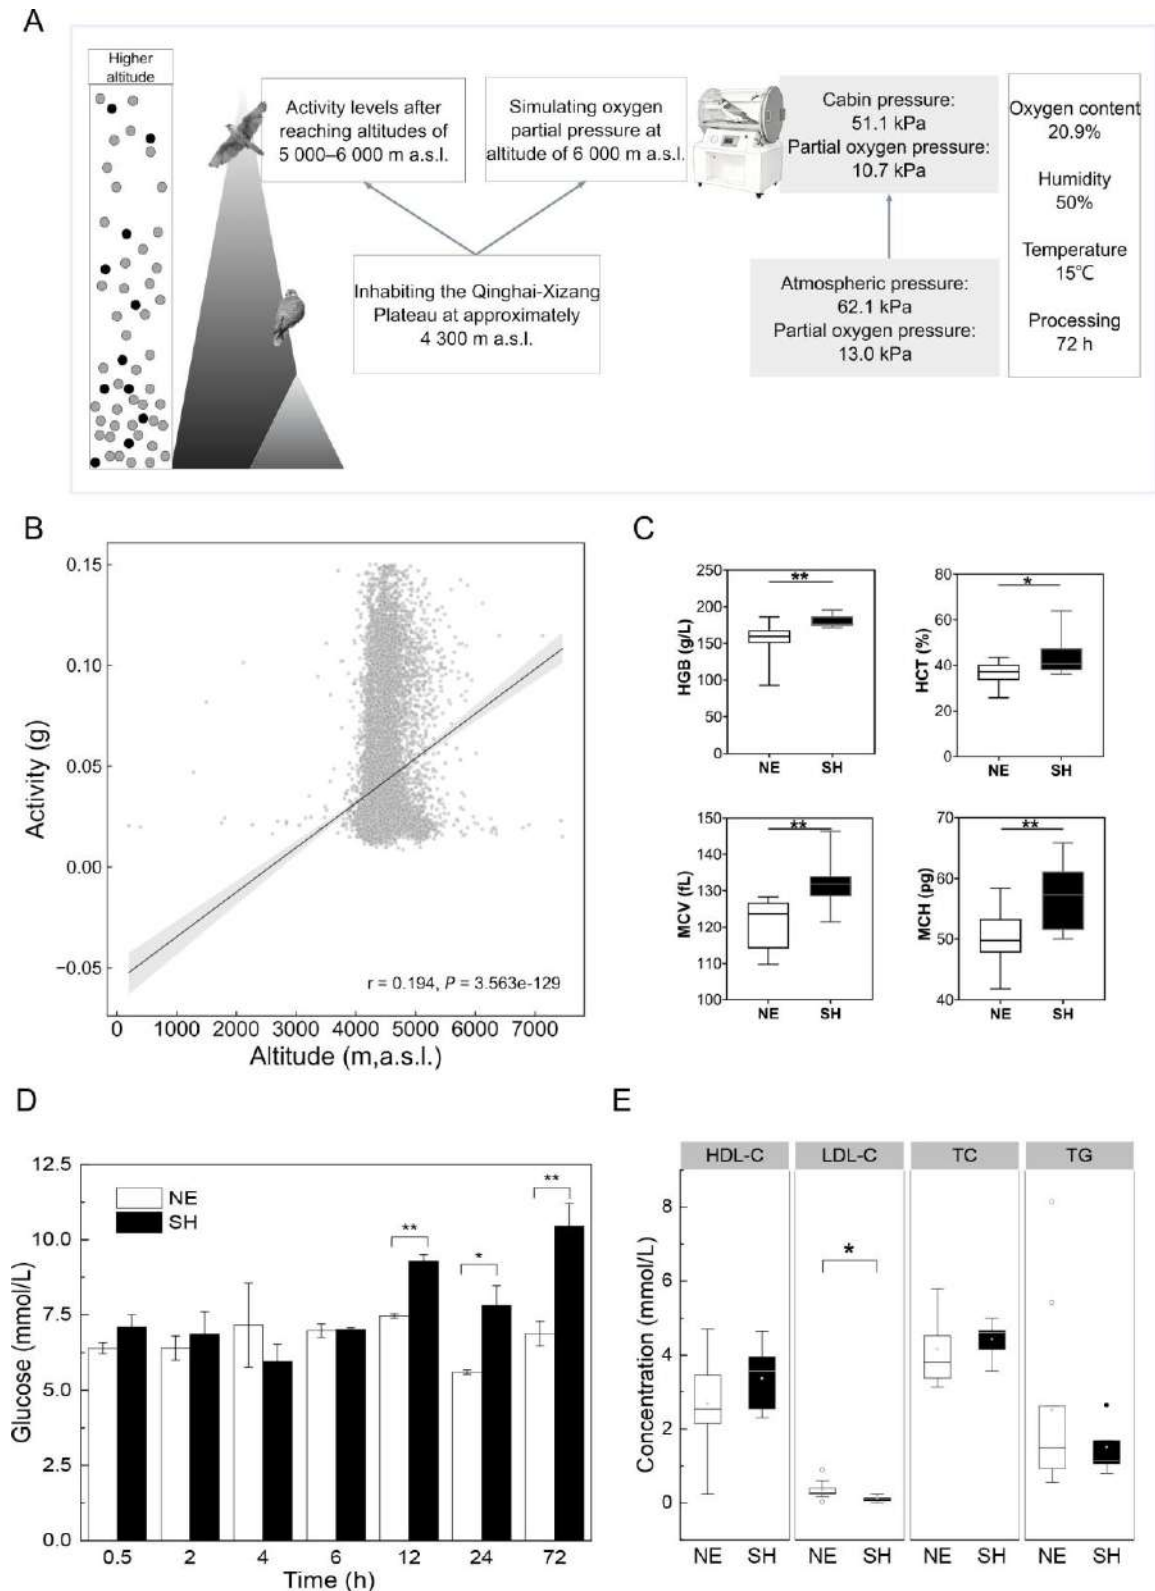 A
Higher
altitude
Activity levels after
reaching altitudes of
5 000–6 000 m a.s.l.
Simulating oxygen
partial pressure at
altitude of 6 000 m a.s.l.
Cabin pressure:
51.1 kPa
Partial oxygen pressure:
10.7 kPa
Oxygen content
20.9%
Humidity
50%
Temperature
15℃
Processing
72 h
Inhabiting the Qinghai-Xizang
Plateau at approximately
4 300 m a.s.l.
Atmospheric pressure:
62.1 kPa
Partial oxygen pressure:
13.0 kPa
B
Activity (g)
0.15
0.10
0.05
0.00
−0.05
r = 0.194, P = 3.563e-129
0 1000 2000 3000 4000 5000 6000 7000
Altitude (m,a.s.l.)
C
HGB (g/L)
250
200
150
100
50
0
**
NE SH
HCT (%)
80
60
40
20
0
*
NE SH
MCV (fL)
150
140
130
120
110
100
**
NE SH
MCH (pg)
70
60
50
40
**
NE SH
D
Glucose (mmol/L)
12.5
10.0
7.5
5.0
2.5
0.0
NE
SH
**
*
**
0.5 2 4 6 12 24 72
Time (h)
E
HDL-C LDL-C TC TG
Concentration (mmol/L)
8
6
4
2
0
*
NE SH NE SH NE SH NE SH